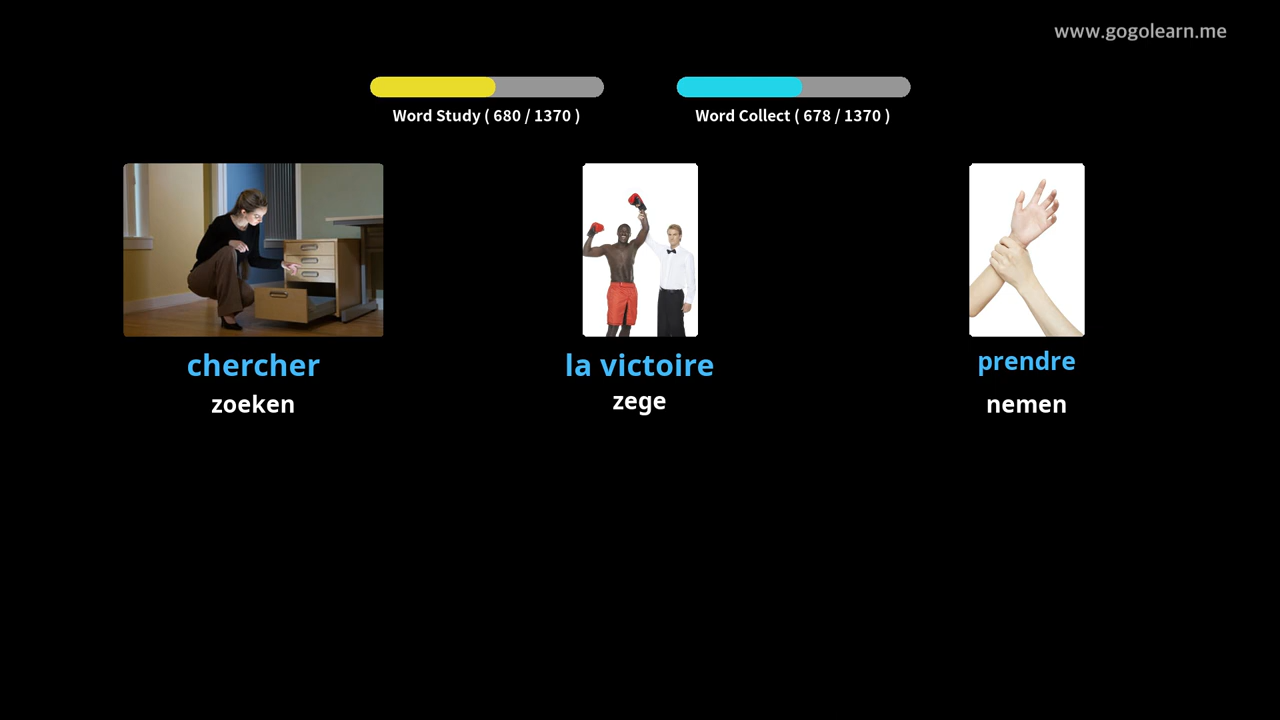 www.gogolearn.me
Word Study ( 680 / 1370 )
Word Collect ( 678 / 1370 )
chercher
la victoire
prendre
zoeken
zege
nemen